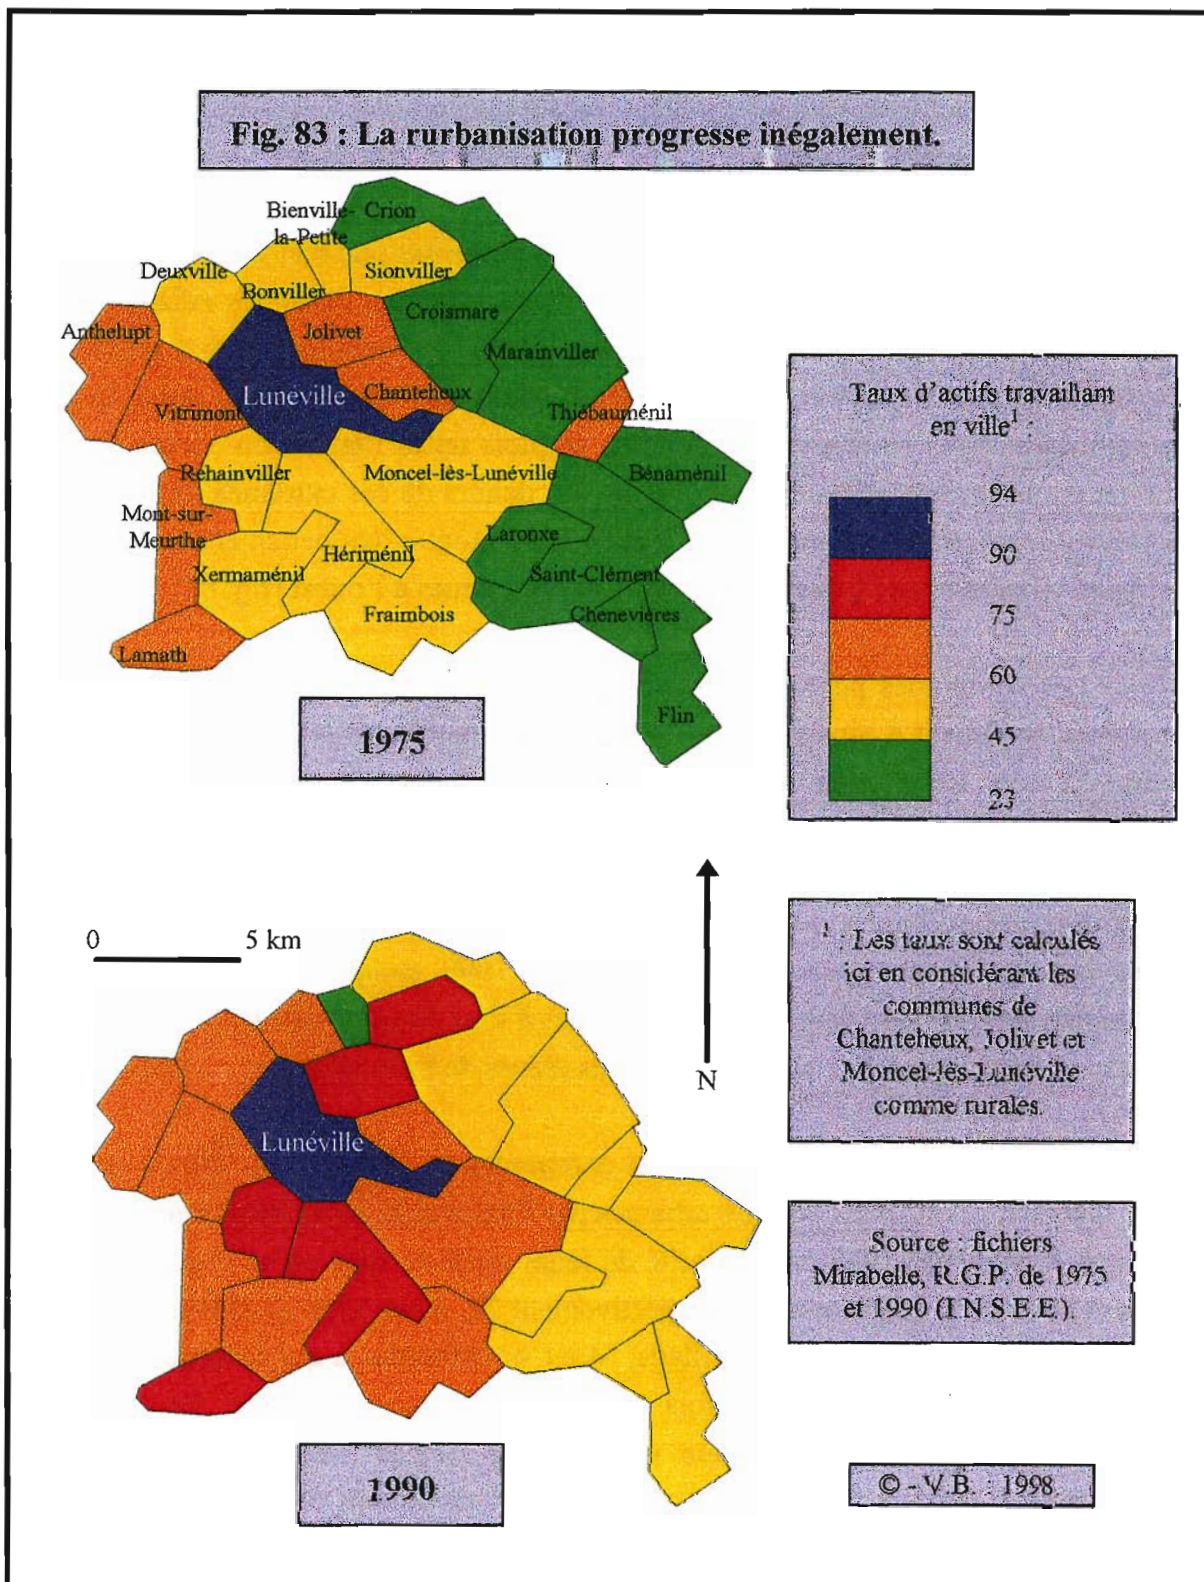 Fig. 83 : La rurbanisation progresse inégalement.
Bienville-
la-Petite
Crion
Deuxville
Sionviller
Bonviller
Croismare
Anthelupt
Jolivet
Marainviller
Lunéville
Chanteheux
Vitrimont
Thiébauménil
Rehainviller
Moncel-lès-Lunéville
Bénaménil
Mont-sur-
Meurthe
Laronxe
Hériménil
Xermaménil
Saint-Clément
Fraimbois
Chenevières
Lamath
Flin
1975
Taux d'actifs travaillant
en ville¹ :
94
90
75
60
45
23
0 5 km
N
Lunéville
1990
¹ : Les taux sont calculés
ici en considérant les
communes de
Chanteheux, Jolivet et
Moncel-lès-Lunéville
comme rurales.
Source : fichiers
Mirabelle, R.G.P. de 1975
et 1990 (I.N.S.E.E.).
© - V.B. : 1998.